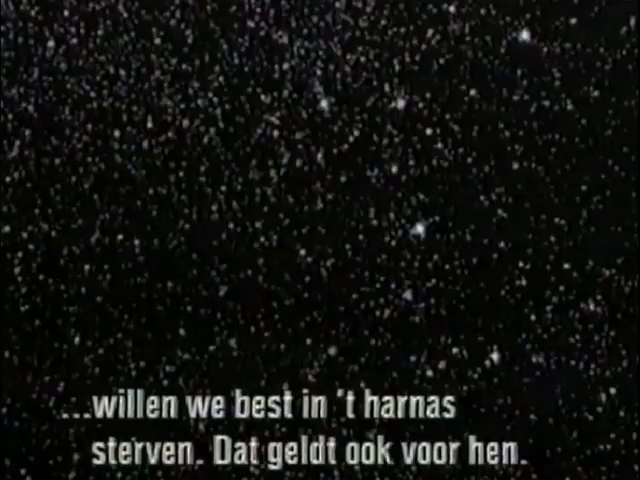 ...willen we best in 't harnas
sterven. Dat geldt ook voor hen.